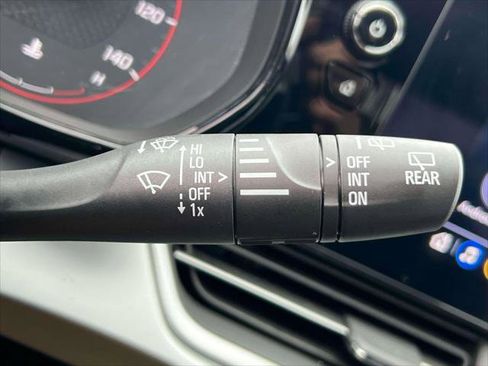 120
140
H
HI
LO
INT >
OFF
1x
> OFF
INT
ON
REAR